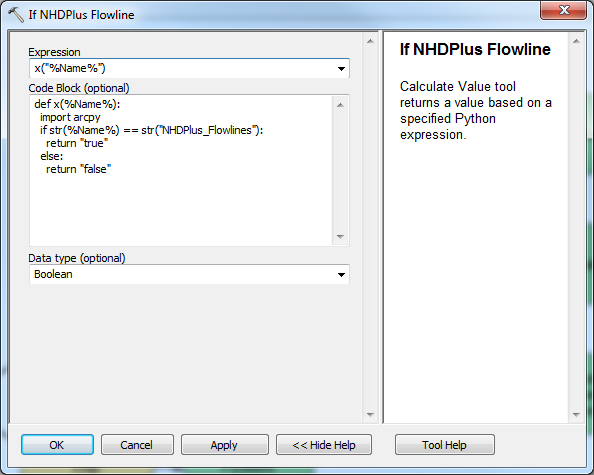 If NHDPlus Flowline
Expression
x("%Name%")
Code Block (optional)
def x(%Name%):
import arcpy
if str(%Name%) == str("NHDPlus_Flowlines"):
return "true"
else:
return "false"
Data type (optional)
Boolean
If NHDPlus Flowline
Calculate Value tool
returns a value based on a
specified Python
expression.
OK
Cancel
Apply
<< Hide Help
Tool Help